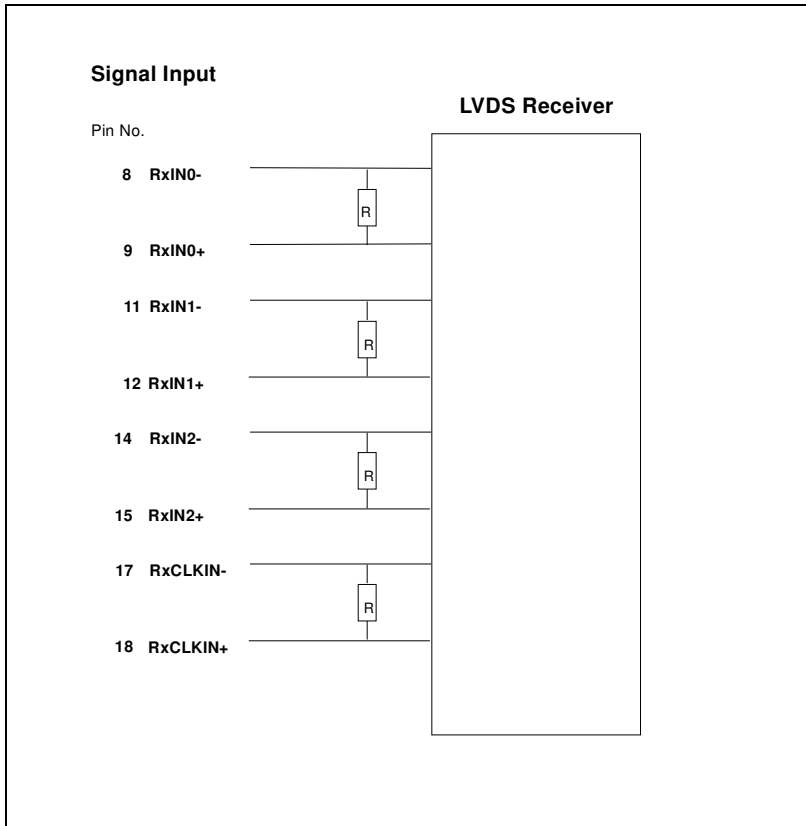 Signal Input
LVDS Receiver
Pin No.
8 RxIN0-
R
9 RxIN0+
11 RxIN1-
R
12 RxIN1+
14 RxIN2-
R
15 RxIN2+
17 RxCLKIN-
R
18 RxCLKIN+